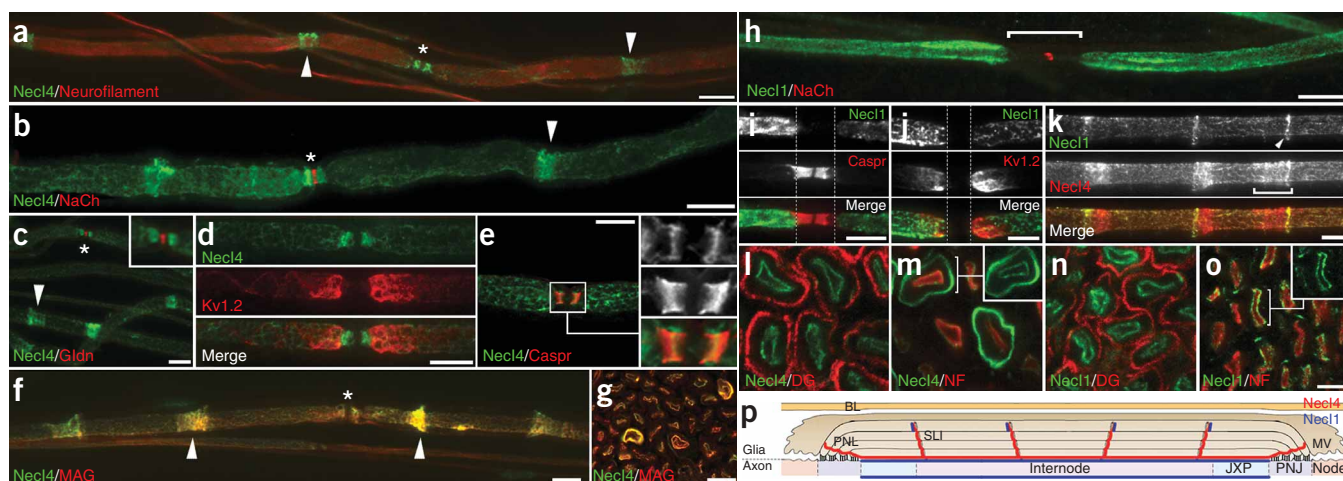 a
*
Necl4/Neurofilament
b
*
Necl4/NaCh
c
*
Necl4/Gldn
d
Necl4
Kv1.2
Merge
e
Necl4/Caspr
f
*
Necl4/MAG
g
Necl4/MAG
h
Necl1/NaCh
i
Necl1
Caspr
Merge
j
Necl1
Kv1.2
Merge
k
Necl1
Necl4
Merge
l
Necl4/DG
m
Necl4/NF
n
Necl1/DG
o
Necl1/NF
p
BL
Necl4
Necl1
PNL
SLI
MV
Glia
Axon
Internode
JXP
PNJ
Node